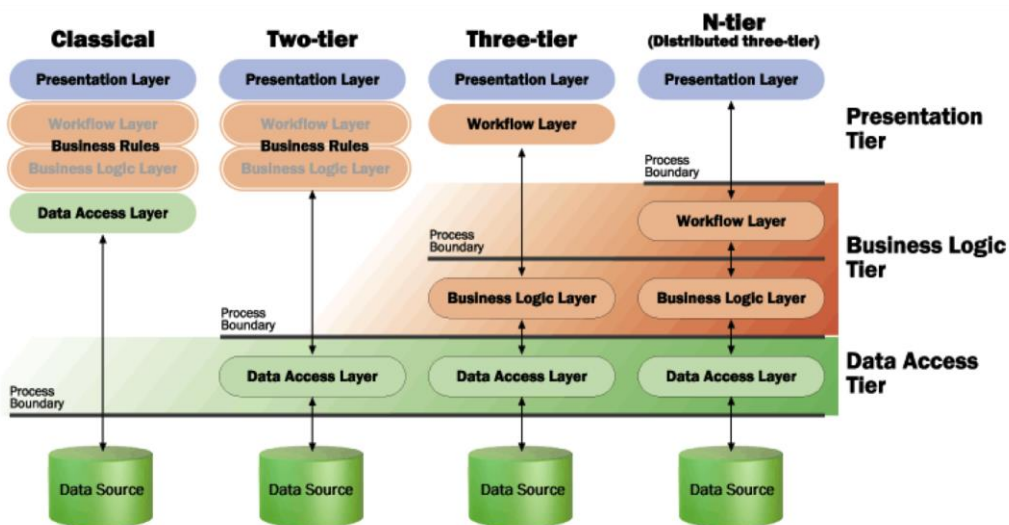 Classical
Two-tier
Three-tier
N-tier
(Distributed three-tier)
Presentation Layer
Presentation Layer
Presentation Layer
Presentation Layer
Workflow Layer
Workflow Layer
Workflow Layer
Business Rules
Business Rules
Business Logic Layer
Business Logic Layer
Data Access Layer
Presentation
Tier
Process
Boundary
Workflow Layer
Process
Boundary
Business Logic
Tier
Business Logic Layer
Business Logic Layer
Process
Boundary
Data Access Layer
Data Access Layer
Data Access Layer
Data Access
Tier
Process
Boundary
Data Source
Data Source
Data Source
Data Source